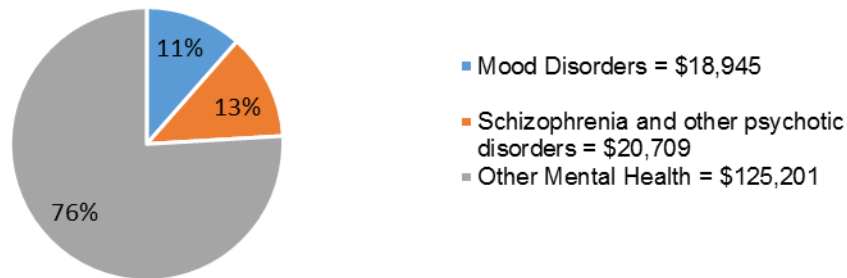 11%
13%
76%
Mood Disorders = $18,945
Schizophrenia and other psychotic
disorders = $20,709
Other Mental Health = $125,201